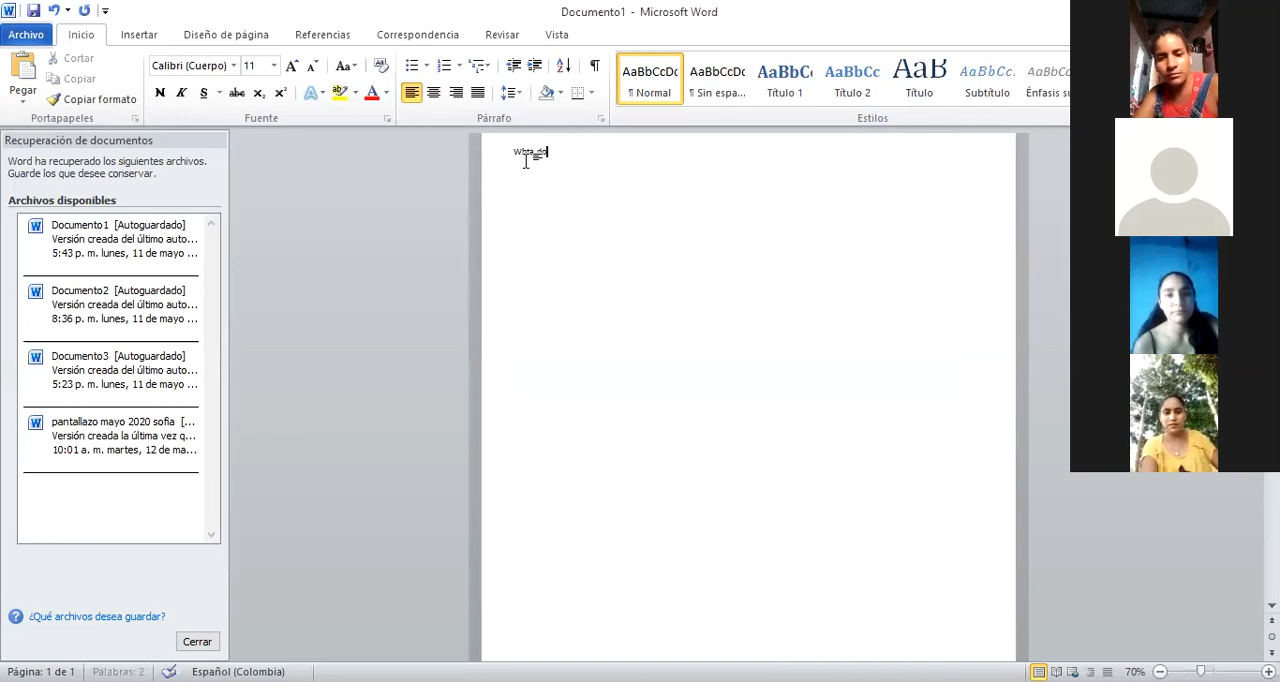 Documento1 - Microsoft Word
Archivo
Inicio
Insertar
Diseño de página
Referencias
Correspondencia
Revisar
Vista
Pegar
Cortar
Copiar
Copiar formato
Portapapeles
Calibri (Cuerpo)
11
Aa
N K S abc x₂ x²
Fuente
Párrafo
AaBbCcDc
¶ Normal
AaBbCcDc
¶ Sin espa...
AaBbC
Título 1
AaBbCc
Título 2
AaB
Título
AaBbCc.
Subtítulo
AaBbCc
Énfasis su
Estilos
Recuperación de documentos
Word ha recuperado los siguientes archivos.
Guarde los que desee conservar.
Archivos disponibles
Documento1 [Autoguardado]
Versión creada del último auto...
5:43 p. m. lunes, 11 de mayo ...
Documento2 [Autoguardado]
Versión creada del último auto...
8:36 p. m. lunes, 11 de mayo ...
Documento3 [Autoguardado]
Versión creada del último auto...
5:23 p. m. lunes, 11 de mayo ...
pantallazo mayo 2020 sofia [...
Versión creada la última vez q...
10:01 a. m. martes, 12 de ma...
¿Qué archivos desea guardar?
Cerrar
Whta do
Página: 1 de 1
Palabras: 2
Español (Colombia)
70%